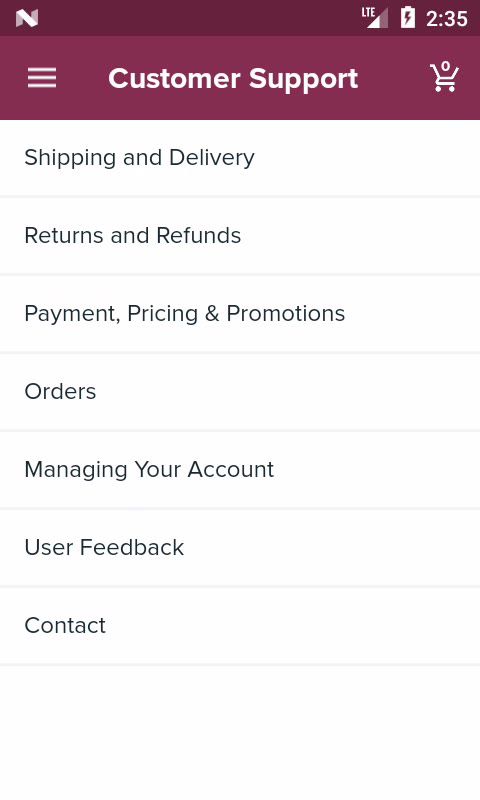 LTE 2:35
Customer Support 0
Shipping and Delivery
Returns and Refunds
Payment, Pricing & Promotions
Orders
Managing Your Account
User Feedback
Contact